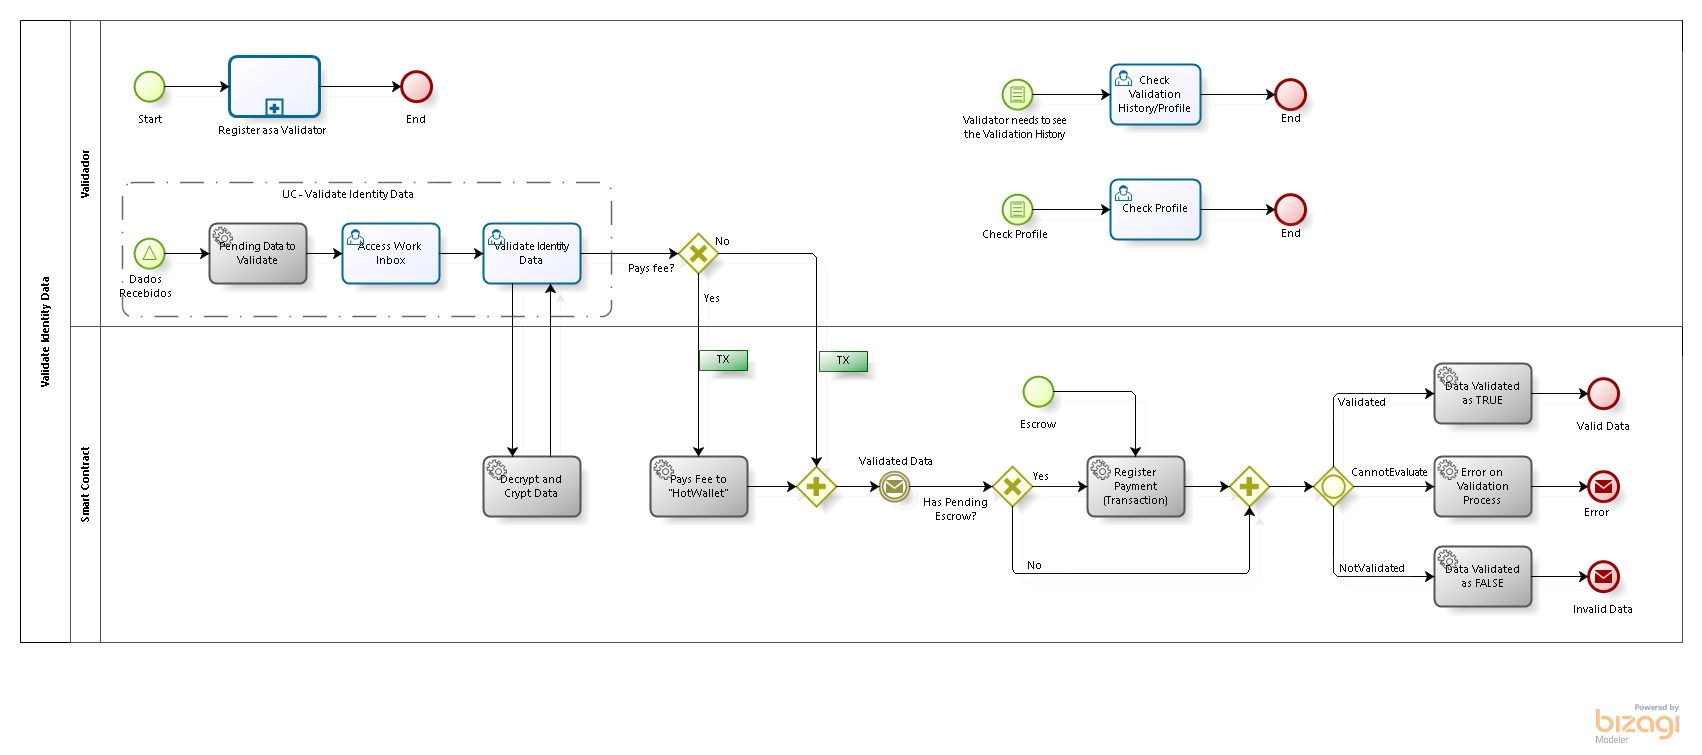 Validate Identity Data
Validador
Start
Register asa Validator
End
Validator needs to see
the Validation History
Check
Validation
History/Profile
End
Check Profile
Check Profile
End
UC - Validate Identity Data
Dados
Recebidos
Pending Data to
Validate
Access Work
Inbox
Validate Identity
Data
Pays fee?
No
Yes
TX
TX
Smart Contract
Decrypt and
Crypt Data
Pays Fee to
"HotWallet"
Validated Data
Has Pending
Escrow?
Yes
No
Escrow
Register
Payment
(Transaction)
Validated
CannotEvaluate
NotValidated
Data Validated
as TRUE
Valid Data
Error on
Validation
Process
Error
Data Validated
as FALSE
Invalid Data
Powered by
bizagi
Modeler